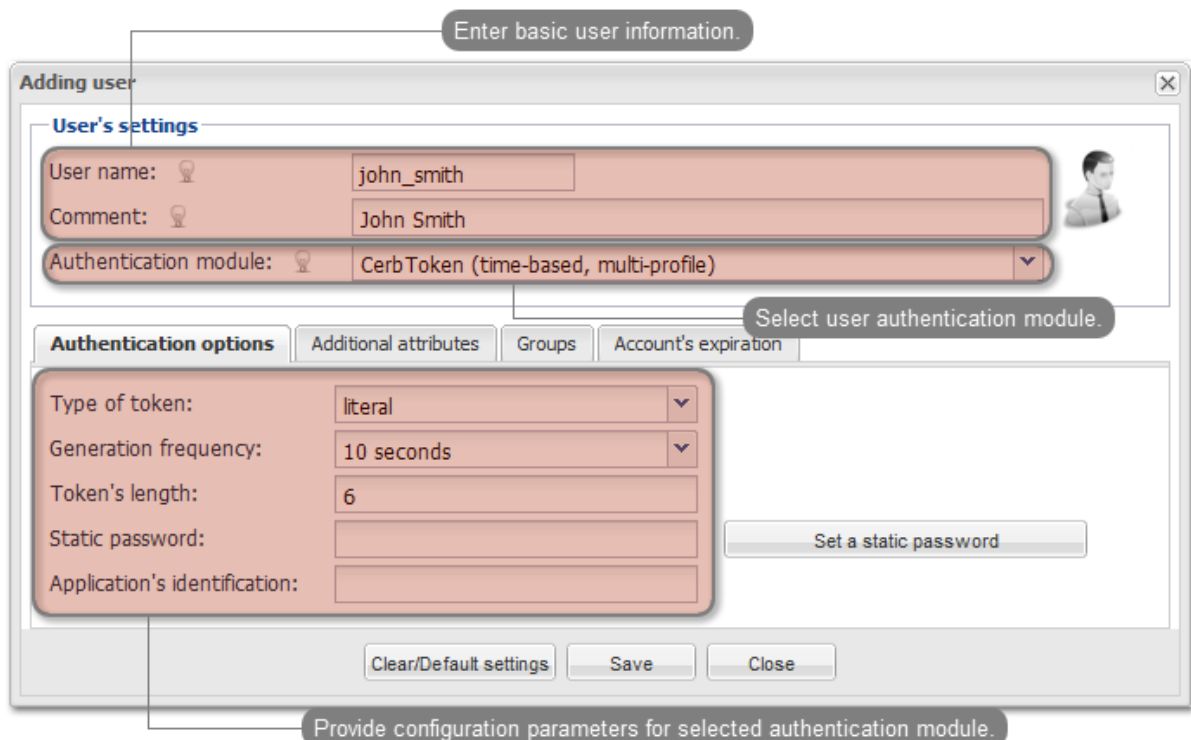 Enter basic user information.
Adding user
User's settings
User name: john_smith
Comment: John Smith
Authentication module: CerbToken (time-based, multi-profile)
Select user authentication module.
Authentication options Additional attributes Groups Account's expiration
Type of token: literal
Generation frequency: 10 seconds
Token's length: 6
Static password: Set a static password
Application's identification:
Clear/Default settings Save Close
Provide configuration parameters for selected authentication module.